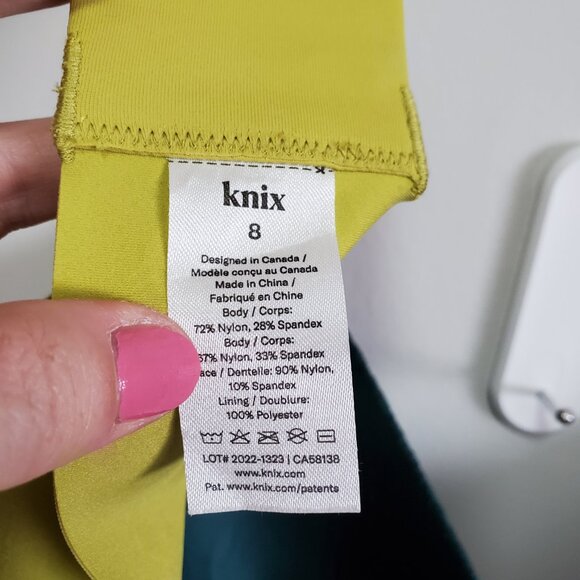 knix
8
Designed in Canada /
Modèle conçu au Canada
Made in China /
Fabriqué en Chine
Body / Corps:
72% Nylon, 28% Spandex
Body / Corps:
Nylon, 33% Spandex
/ Dentelle: 90% Nylon,
10% Spandex
Lining / Doublure:
100% Polyester
LOT# 2022-1323 | CA58138
www.knix.com
Pat. www.knix.com/patents